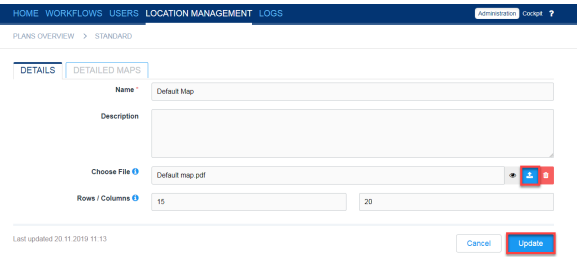 HOME WORKFLOWS USERS LOCATION MANAGEMENT LOGS Administration Cockpit ?
PLANS OVERVIEW > STANDARD
DETAILS DETAILED MAPS
Name * Default Map
Description
Choose File Default map.pdf
Rows / Columns 15 20
Last updated 20.11.2019 11:13
Cancel Update